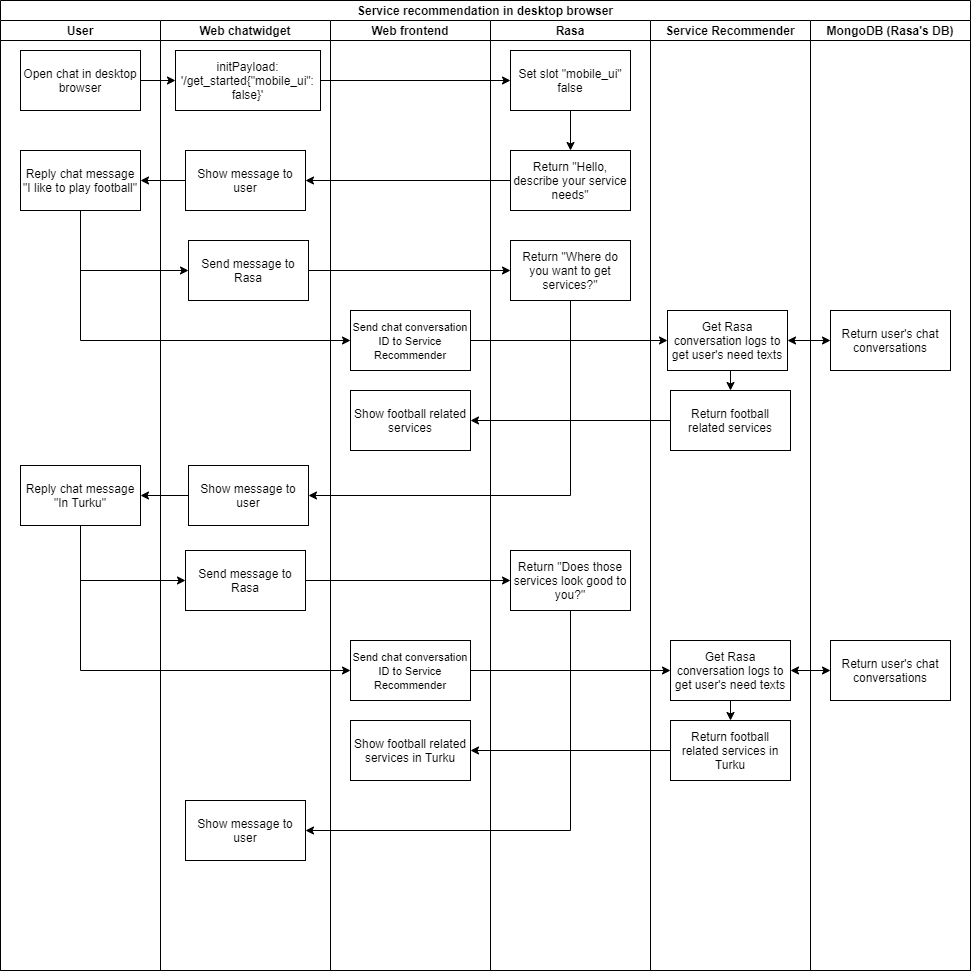 Service recommendation in desktop browser
User
Web chatwidget
Web frontend
Rasa
Service Recommender
MongoDB (Rasa's DB)
Open chat in desktop
browser
initPayload:
'/get_started{"mobile_ui":
false}'
Set slot "mobile_ui"
false
Reply chat message
"I like to play football"
Show message to
user
Return "Hello,
describe your service
needs"
Send message to
Rasa
Return "Where do
you want to get
services?"
Send chat conversation
ID to Service
Recommender
Get Rasa
conversation logs to
get user's need texts
Return user's chat
conversations
Show football related
services
Return football
related services
Reply chat message
"In Turku"
Show message to
user
Send message to
Rasa
Return "Does those
services look good to
you?"
Send chat conversation
ID to Service
Recommender
Get Rasa
conversation logs to
get user's need texts
Return user's chat
conversations
Show football related
services in Turku
Return football
related services in
Turku
Show message to
user